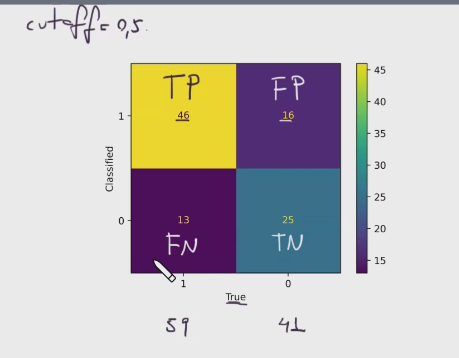 cutoff = 0,5.
TP FP
1 46 16
Classified
0 13 25
FN TN
1 0
True
59 41
45
40
35
30
25
20
15